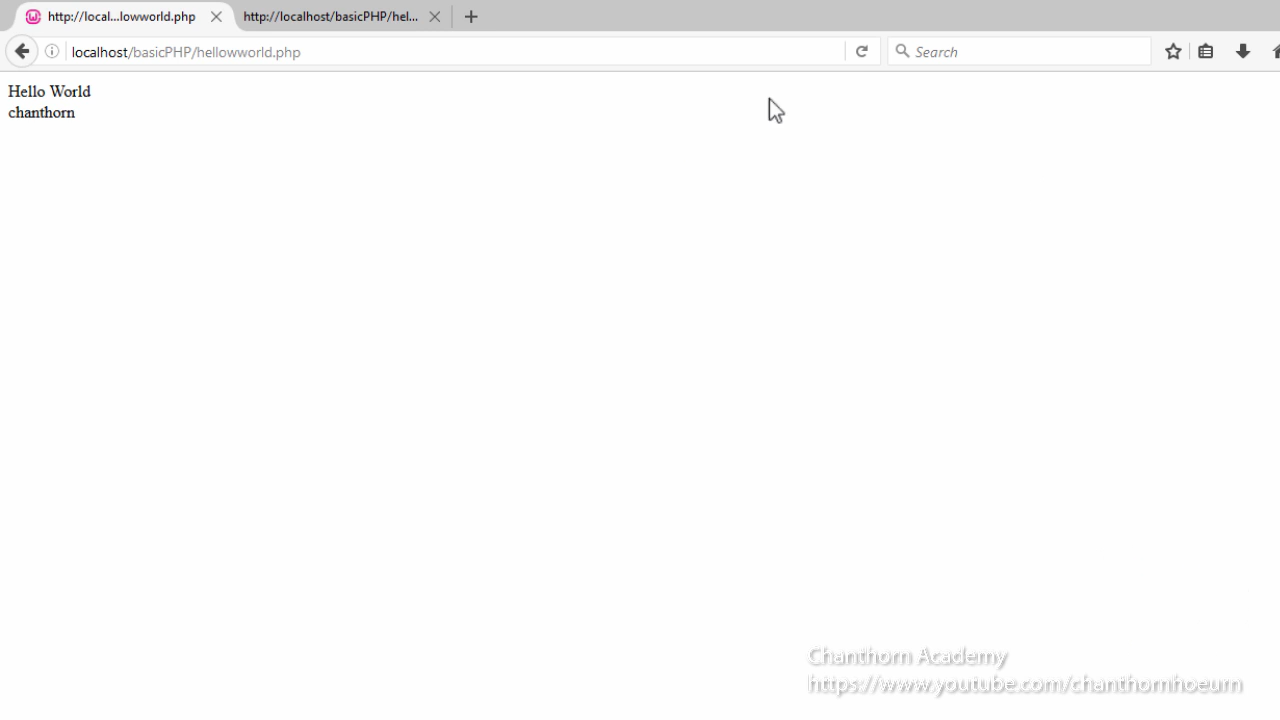 http://local...lowworld.php
http://localhost/basicPHP/hel...
localhost/basicPHP/hellowworld.php
Search
Hello World
chanthorn
Chanthorn Academy
https://www.youtube.com/chanthornhoeurn